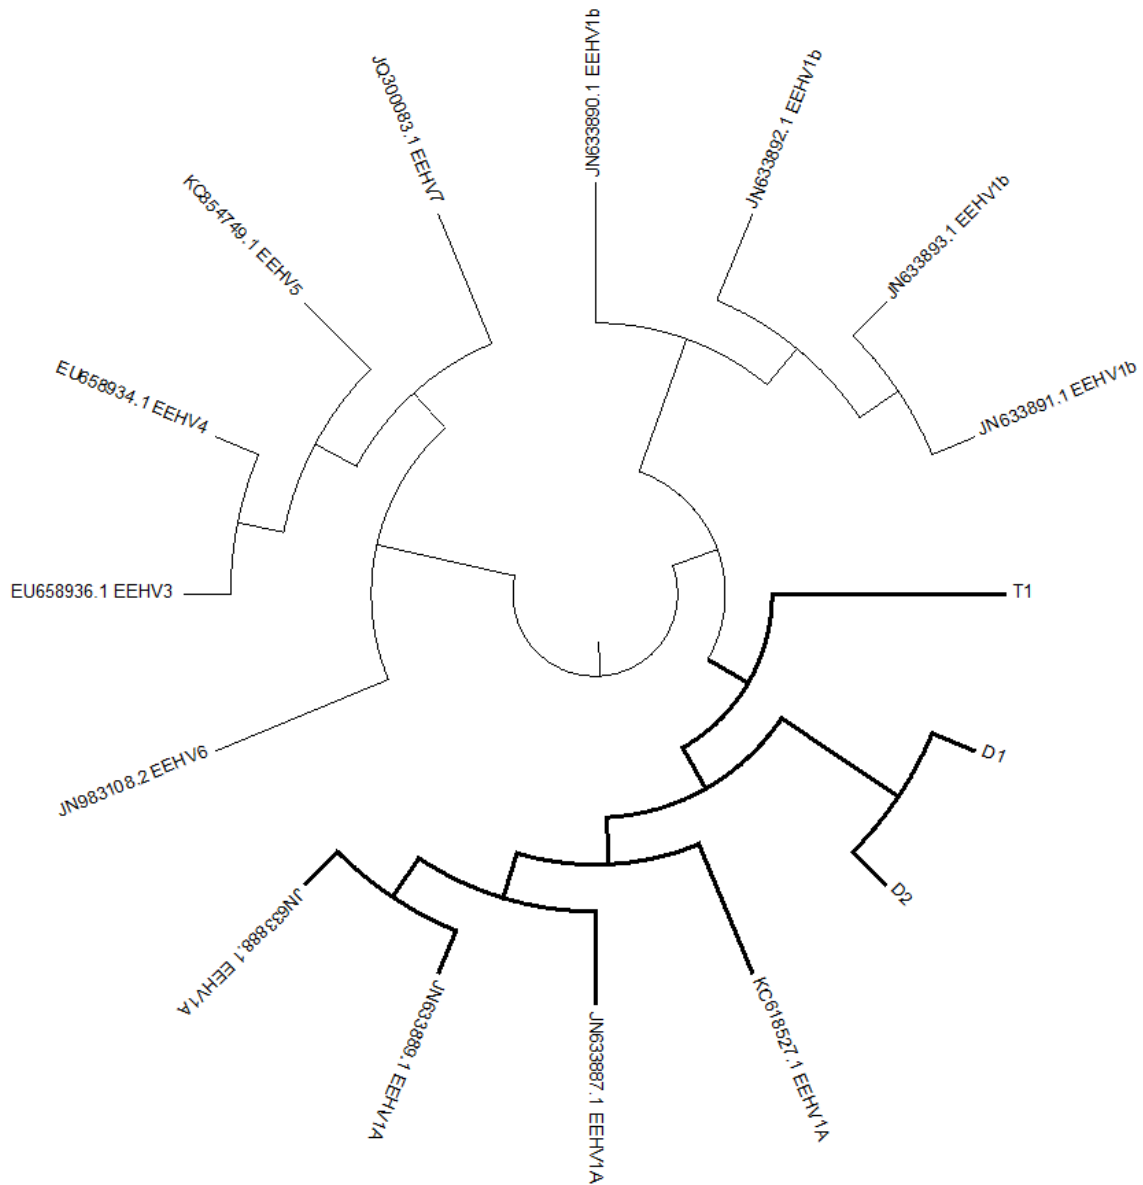 JN633890.1 EEHV1b
JN633892.1 EEHV1b
JN633893.1 EEHV1b
JN633891.1 EEHV1b
T1
D1
D2
KC618527.1 EEHV1A
JN633887.1 EEHV1A
JN633889.1 EEHV1A
JN633888.1 EEHV1A
JN983108.2 EEHV6
EU658936.1 EEHV3
EU658934.1 EEHV4
KC854749.1 EEHV5
JQ300083.1 EEHV7